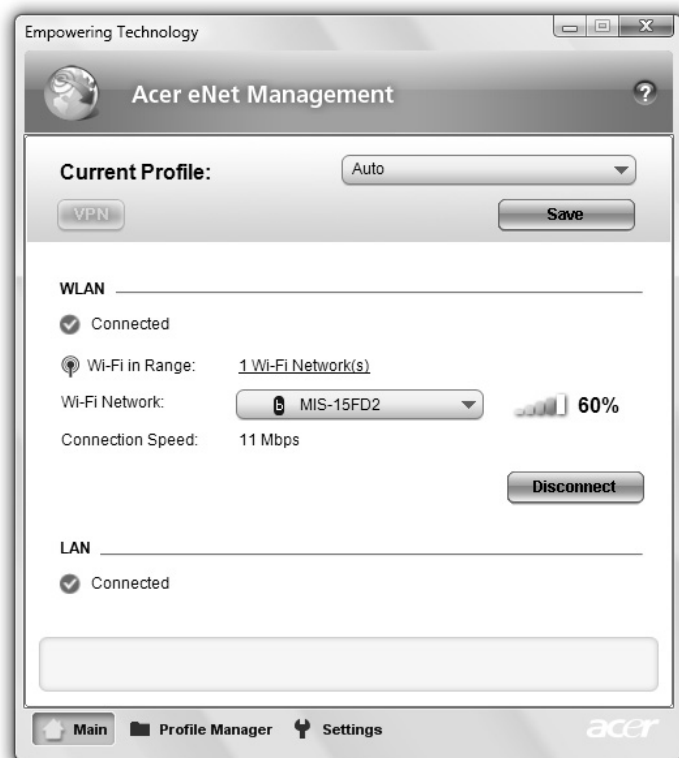 Empowering Technology
Acer eNet Management ?
Current Profile: Auto
VPN Save
WLAN
Connected
Wi-Fi in Range: 1 Wi-Fi Network(s)
Wi-Fi Network: b MIS-15FD2 60%
Connection Speed: 11 Mbps
Disconnect
LAN
Connected
Main Profile Manager Settings acer